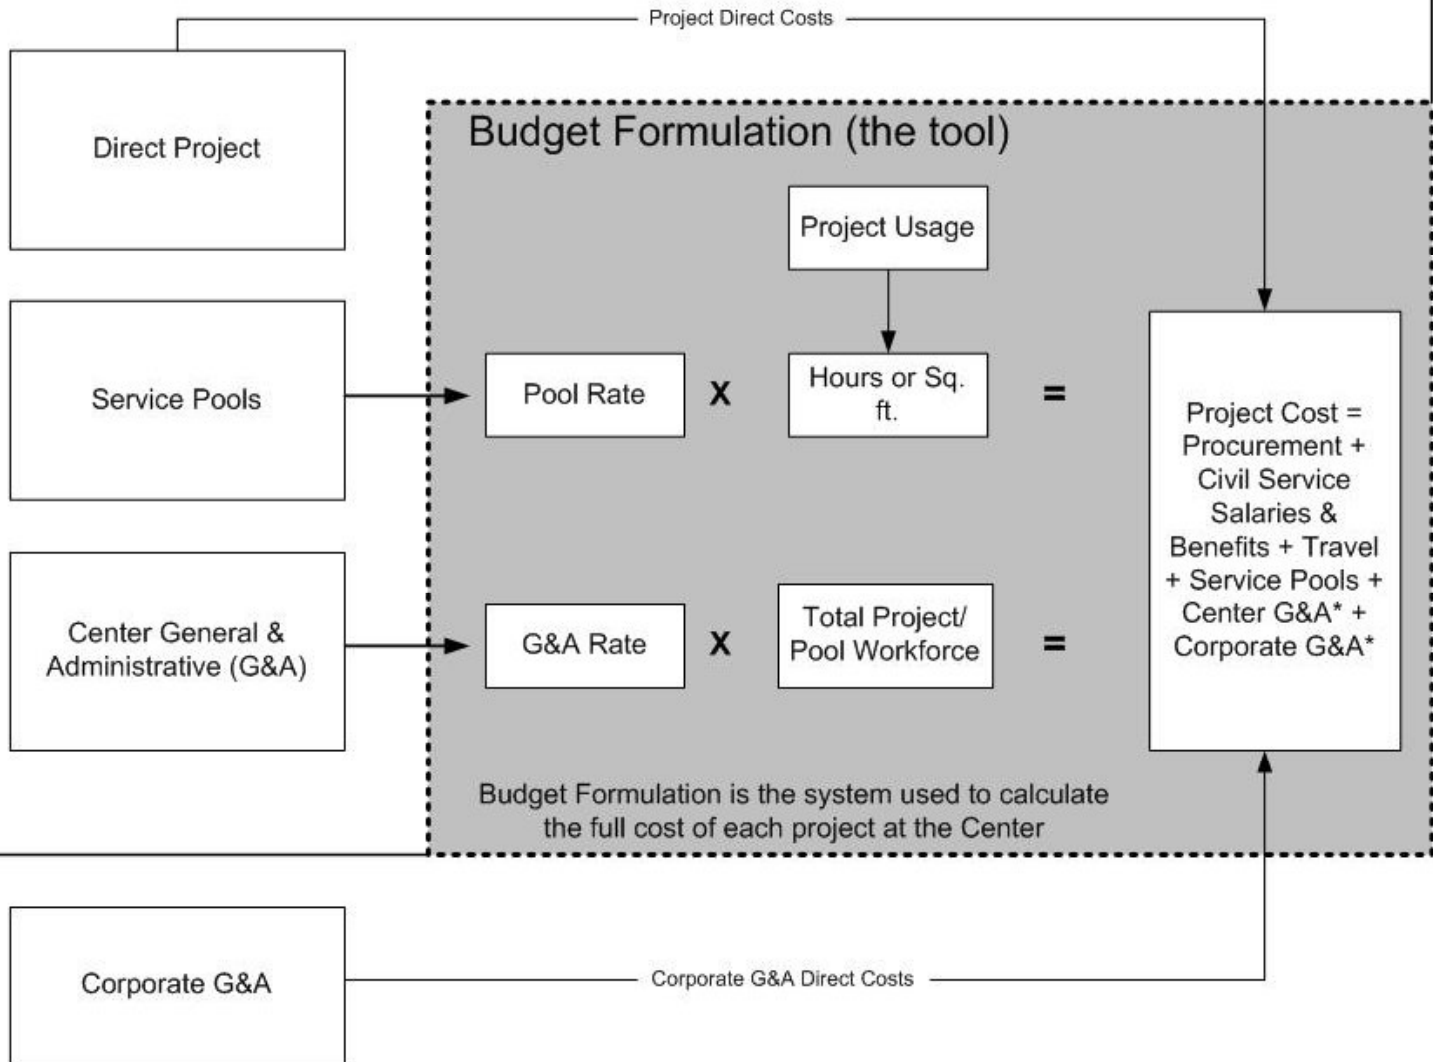 Project Direct Costs
Direct Project
Budget Formulation (the tool)
Project Usage
Service Pools
Pool Rate
X
Hours or Sq.
ft.
=
Project Cost =
Procurement +
Civil Service
Salaries &
Benefits + Travel
+ Service Pools +
Center G&A* +
Corporate G&A*
Center General &
Administrative (G&A)
G&A Rate
X
Total Project/
Pool Workforce
=
Budget Formulation is the system used to calculate
the full cost of each project at the Center
Corporate G&A
Corporate G&A Direct Costs